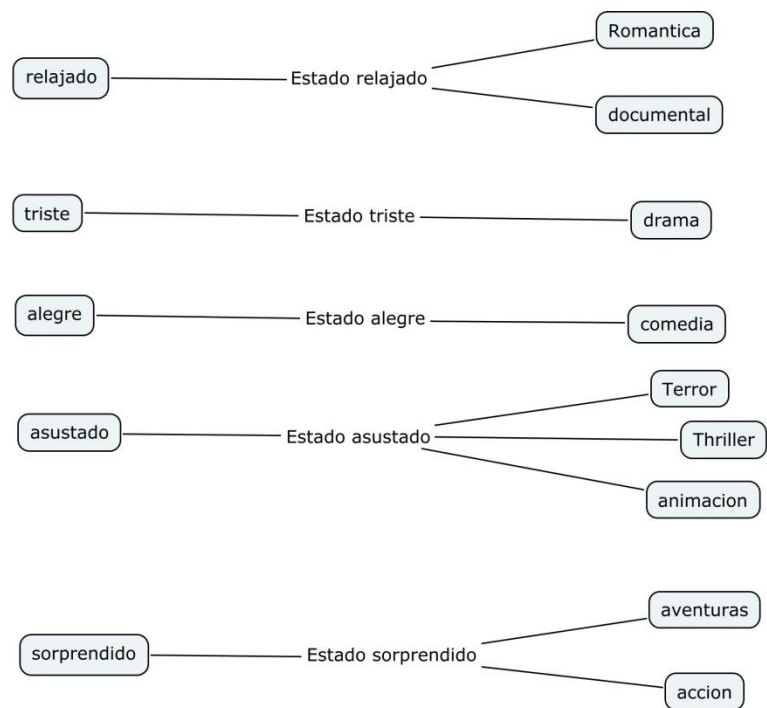 Romantica
relajado
Estado relajado
documental
triste
Estado triste
drama
alegre
Estado alegre
comedia
Terror
asustado
Estado asustado
Thriller
animacion
aventuras
sorprendido
Estado sorprendido
accion